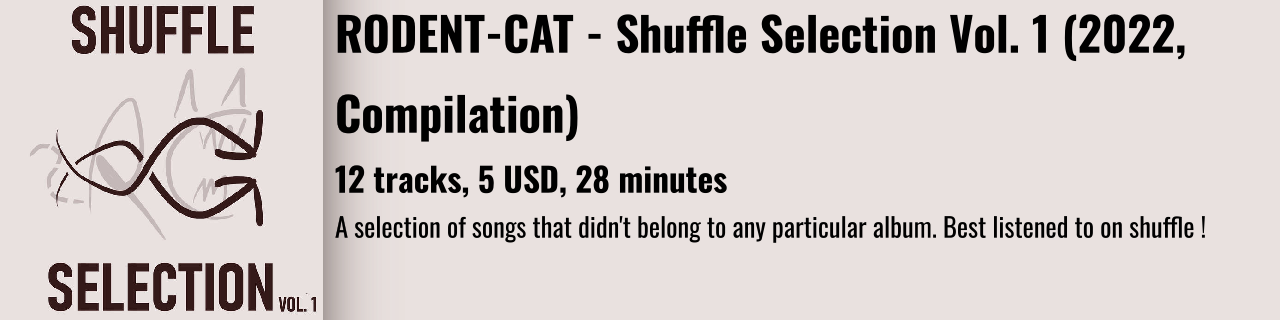 SHUFFLE
SELECTION VOL. 1
RODENT-CAT - Shuffle Selection Vol. 1 (2022,
Compilation)
12 tracks, 5 USD, 28 minutes
A selection of songs that didn't belong to any particular album. Best listened to on shuffle !